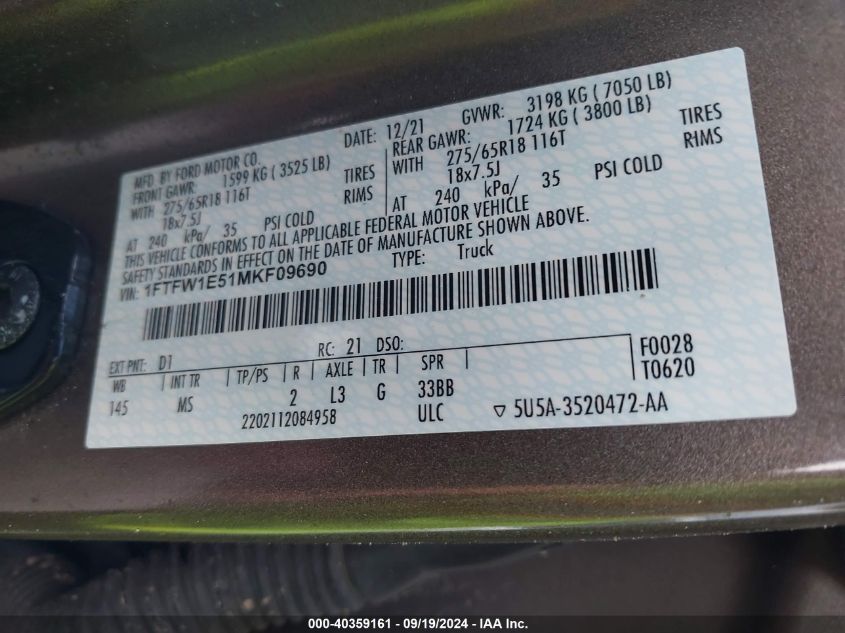 MFD. BY FORD MOTOR CO.
DATE: 12/21
GVWR: 3198 KG ( 7050 LB)
FRONT GAWR: 1599 KG ( 3525 LB)
REAR GAWR: 1724 KG ( 3800 LB)
WITH 275/65R18 116T TIRES
WITH 275/65R18 116T TIRES
18x7.5J RIMS
18x7.5J RIMS
AT 240 kPa/ 35 PSI COLD
AT 240 kPa/ 35 PSI COLD
THIS VEHICLE CONFORMS TO ALL APPLICABLE FEDERAL MOTOR VEHICLE
SAFETY STANDARDS IN EFFECT ON THE DATE OF MANUFACTURE SHOWN ABOVE.
VIN: 1FTFW1E51MKF09690
TYPE: Truck
EXT PNT: D1 RC: 21 DSO:
WB INT TR TP/PS R AXLE TR SPR
145 MS 2 L3 G 33BB
F0028
T0620
2202112084958 ULC ▽ 5U5A-3520472-AA
000-40359161 - 09/19/2024 - IAA Inc.